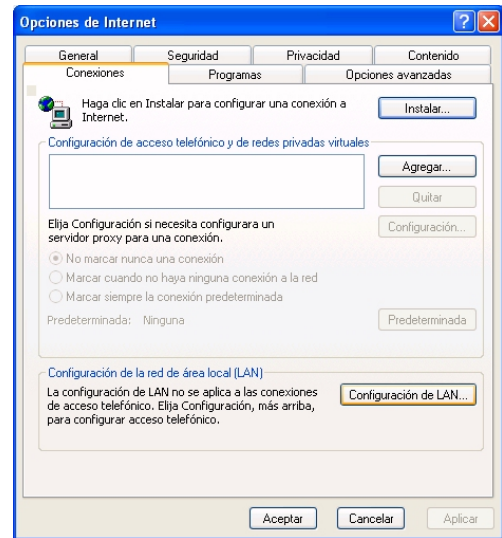 Opciones de Internet
General
Seguridad
Privacidad
Contenido
Conexiones
Programas
Opciones avanzadas
Haga clic en Instalar para configurar una conexión a
Internet.
Instalar...
Configuración de acceso telefónico y de redes privadas virtuales
Agregar...
Quitar
Elija Configuración si necesita configurara un
servidor proxy para una conexión.
Configuración...
No marcar nunca una conexión
Marcar cuando no haya ninguna conexión a la red
Marcar siempre la conexión predeterminada
Predeterminada: Ninguna
Predeterminada
Configuración de la red de área local (LAN)
La configuración de LAN no se aplica a las conexiones
de acceso telefónico. Elija Configuración, más arriba,
para configurar acceso telefónico.
Configuración de LAN...
Aceptar
Cancelar
Aplicar